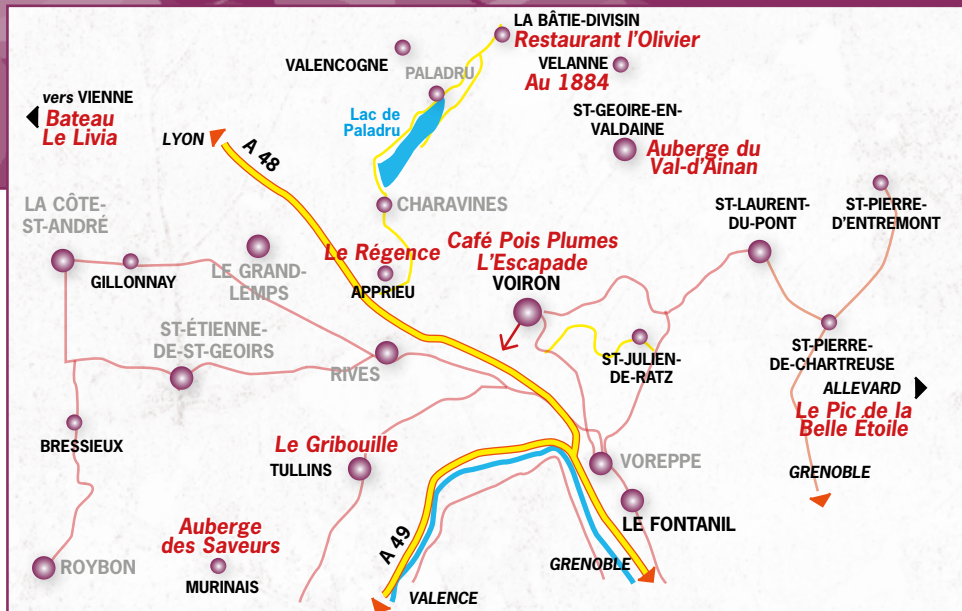 LA BÂTIE-DIVISIN
Restaurant l'Olivier
VALENCOGNE
VELANNE
Au 1884
PALADRU
vers VIENNE
Bateau
Le Livia
Lac de
Paladru
ST-GEOIRE-EN-
VALDAINE
Auberge du
Val-d'Ainan
LYON
A 48
LA CÔTE-
ST-ANDRÉ
CHARAVINES
ST-LAURENT-
DU-PONT
ST-PIERRE-
D'ENTREMONT
GILLONNAY
LE GRAND-
LEMPS
Le Régence
APPRIEU
Café Pois Plumes
L'Escapade
VOIRON
ST-ÉTIENNE-
DE-ST-GEOIRS
RIVES
ST-JULIEN-
DE-RATZ
ST-PIERRE-
DE-CHARTREUSE
ALLEVARD
Le Pic de la
Belle Étoile
BRESSIEUX
Le Gribouille
TULLINS
VOREPPE
GRENOBLE
LE FONTANIL
Auberge
des Saveurs
MURINAIS
ROYBON
A 49
GRENOBLE
VALENCE